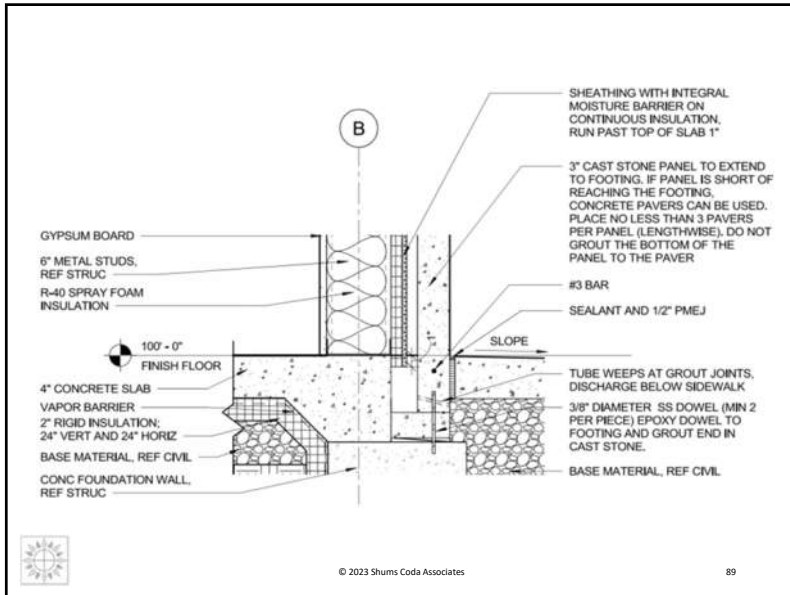 B
GYPSUM BOARD
6" METAL STUDS,
REF STRUC
R-40 SPRAY FOAM
INSULATION
100' - 0"
FINISH FLOOR
4" CONCRETE SLAB
VAPOR BARRIER
2" RIGID INSULATION;
24" VERT AND 24" HORIZ
BASE MATERIAL, REF CIVIL
CONC FOUNDATION WALL,
REF STRUC
SHEATHING WITH INTEGRAL
MOISTURE BARRIER ON
CONTINUOUS INSULATION,
RUN PAST TOP OF SLAB 1"
3" CAST STONE PANEL TO EXTEND
TO FOOTING. IF PANEL IS SHORT OF
REACHING THE FOOTING,
CONCRETE PAVERS CAN BE USED.
PLACE NO LESS THAN 3 PAVERS
PER PANEL (LENGTHWISE). DO NOT
GROUT THE BOTTOM OF THE
PANEL TO THE PAVER
#3 BAR
SEALANT AND 1/2" PMEJ
SLOPE
1"
TUBE WEEPS AT GROUT JOINTS,
DISCHARGE BELOW SIDEWALK
3/8" DIAMETER SS DOWEL (MIN 2
PER PIECE) EPOXY DOWEL TO
FOOTING AND GROUT END IN
CAST STONE.
BASE MATERIAL, REF CIVIL
© 2023 Shums Coda Associates
89